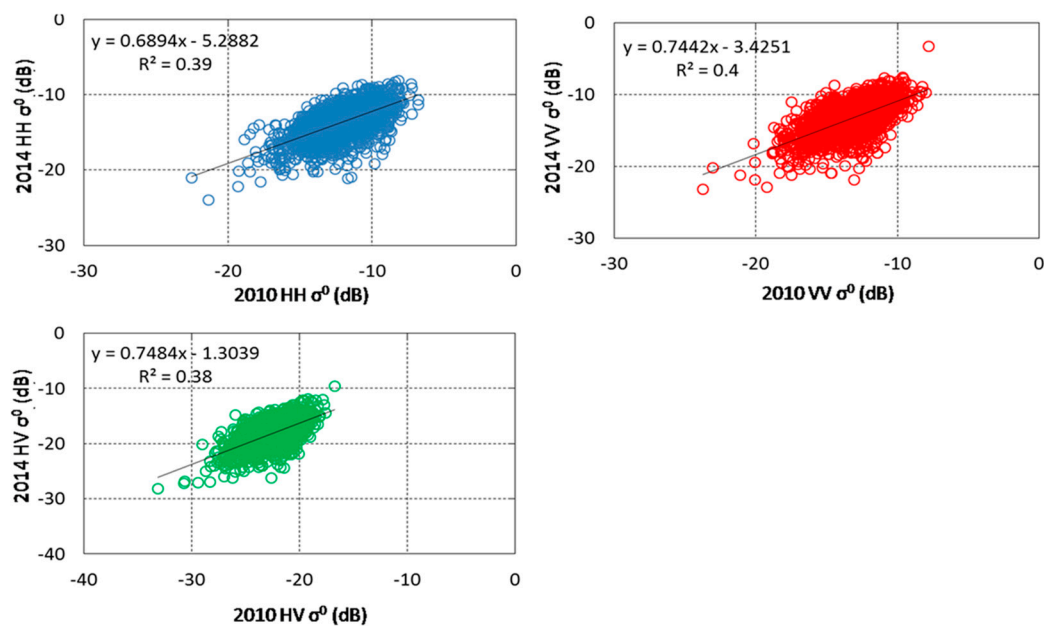 y = 0.6894x - 5.2882
R² = 0.39
0
-10
-20
-30
2014 HH σ⁰ (dB)
-30 -20 -10 0
2010 HH σ⁰ (dB)
y = 0.7442x - 3.4251
R² = 0.4
0
-10
-20
-30
2014 VV σ⁰ (dB)
-30 -20 -10 0
2010 VV σ⁰ (dB)
y = 0.7484x - 1.3039
R² = 0.38
0
-10
-20
-30
-40
2014 HV σ⁰ (dB)
-40 -30 -20 -10 0
2010 HV σ⁰ (dB)